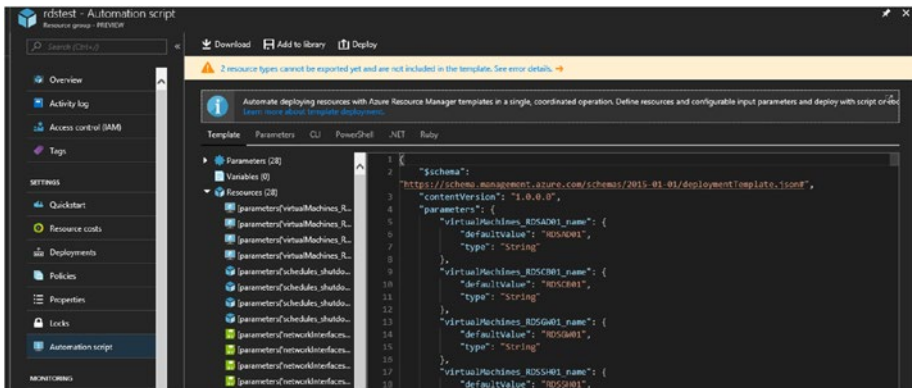 rdstest - Automation script
Resource group - PREVIEW
Search (Ctrl+/)
Overview
Activity log
Access control (IAM)
Tags
SETTINGS
Quickstart
Resource costs
Deployments
Policies
Properties
Locks
Automation script
MONITORING
Download Add to library Deploy
2 resource types cannot be exported yet and are not included in the template. See error details. →
Automate deploying resources with Azure Resource Manager templates in a single, coordinated operation. Define resources and configurable input parameters and deploy with script or
Learn more about template deployment.
Template Parameters CLI PowerShell .NET Ruby
Parameters (28)
Variables (0)
Resources (28)
[parameters('virtualMachines_R...
[parameters('virtualMachines_R...
[parameters('virtualMachines_R...
[parameters('virtualMachines_R...
[parameters('schedules_shutdo...
[parameters('schedules_shutdo...
[parameters('schedules_shutdo...
[parameters('schedules_shutdo...
[parameters('networkInterfaces...
[parameters('networkInterfaces...
[parameters('networkInterfaces...
[parameters('networkInterfaces...
1 {
2 "$schema":
"https://schema.management.azure.com/schemas/2015-01-01/deploymentTemplate.json#",
3 "contentVersion": "1.0.0.0",
4 "parameters": {
5 "virtualMachines_RDSAD01_name": {
6 "defaultValue": "RDSAD01",
7 "type": "String"
8 },
9 "virtualMachines_RDSCB01_name": {
10 "defaultValue": "RDSCB01",
11 "type": "String"
12 },
13 "virtualMachines_RDSGW01_name": {
14 "defaultValue": "RDSGW01",
15 "type": "String"
16 },
17 "virtualMachines_RDSSH01_name": {
18 "defaultValue": "RDSSH01",